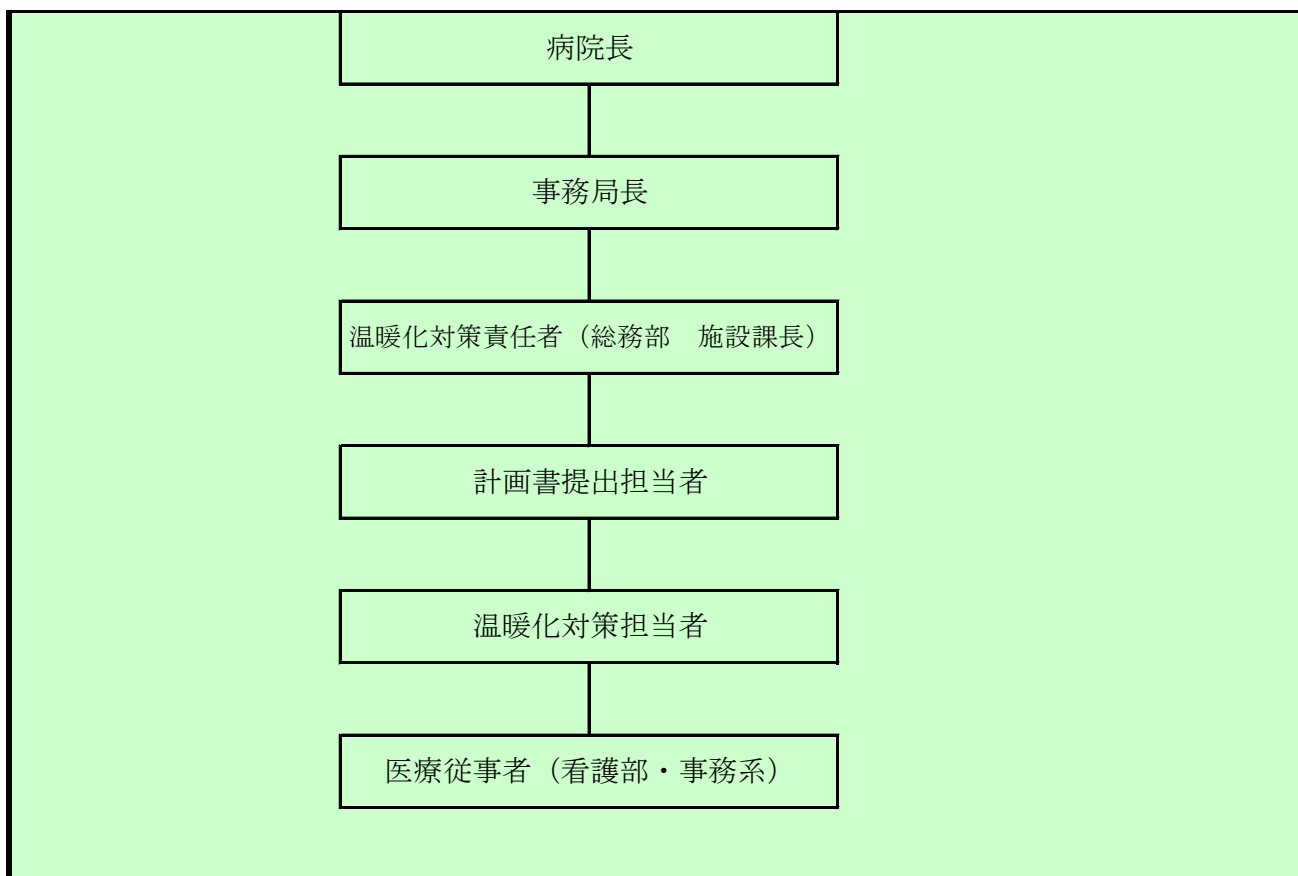 病院長
事務局長
温暖化対策責任者（総務部　施設課長）
計画書提出担当者
温暖化対策担当者
医療従事者（看護部・事務系）